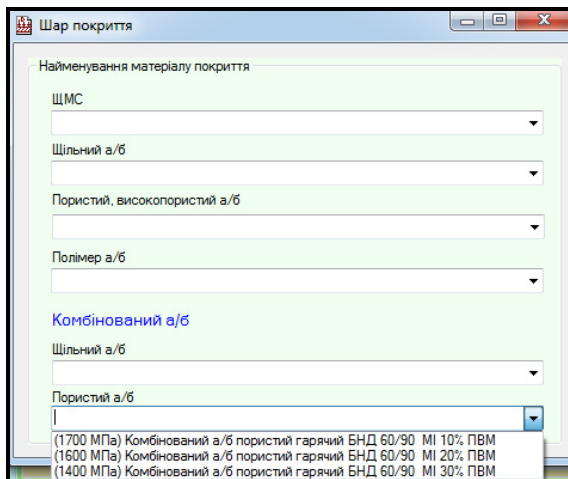 Шар покриття
Найменування матеріалу покриття
ЩМС
Щільний а/б
Пористий, високопористий а/б
Полімер а/б
Комбінований а/б
Щільний а/б
Пористий а/б
(1700 МПа) Комбінований а/б пористий гарячий БНД 60/90 МІ 10% ПВМ
(1600 МПа) Комбінований а/б пористий гарячий БНД 60/90 МІ 20% ПВМ
(1400 МПа) Комбінований а/б пористий гарячий БНД 60/90 МІ 30% ПВМ